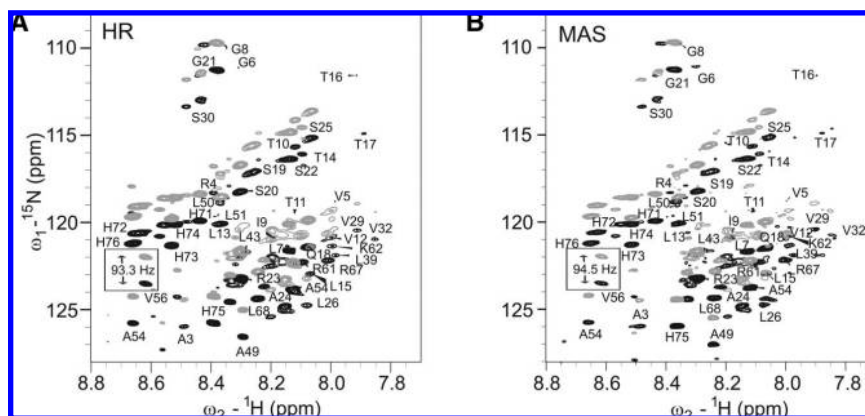 A HR
110
115
120
125
ω1-15N (ppm)
G8
G21
G6
T16
S30
S25
T10
T17
T14
S19
S22
R4
S20
L50
T11
V5
H71
L51
H72
I9
V29
V32
H74
L13
L43
V12
H76
K62
H73
L7
Q18
L39
93.3 Hz
R61
R67
R23
L15
V56
A54
A24
L26
H75
L68
A54
A3
A49
8.8 8.6 8.4 8.2 8.0 7.8
ω2 - 1H (ppm)
B MAS
110
115
120
125
G8
G21
G6
T16
S30
S25
T10
T17
T14
S19
S22
R4
S20
V5
L50
T11
H71
L51
V29
H72
I9
V32
H74
V12
L13
K62
H76
L43
Q18
H73
L7
L39
94.5 Hz
R61
R67
R23
L15
V56
A54
A24
L68
L26
A54
A3
H75
A49
8.8 8.6 8.4 8.2 8.0 7.8
ω2 - 1H (ppm)